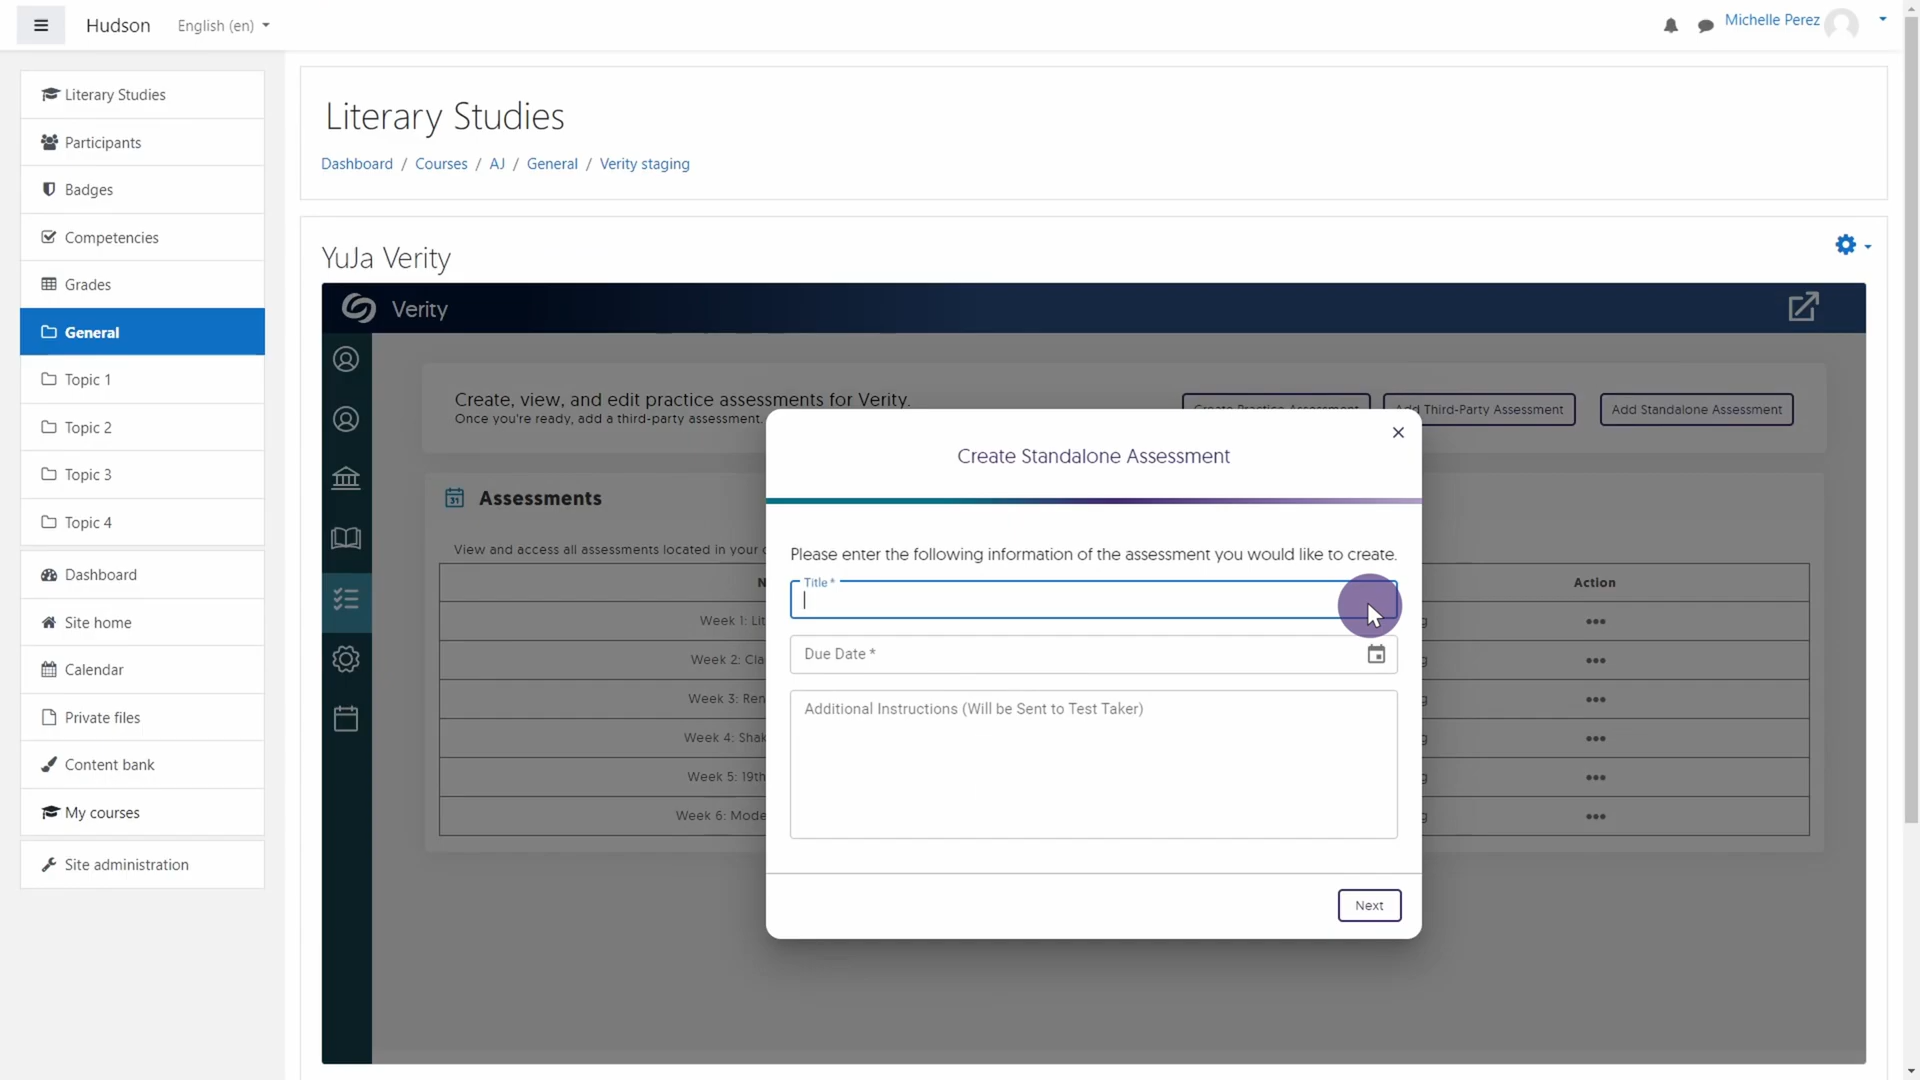 Hudson
English (en)
Michelle Perez
Literary Studies
Participants
Badges
Competencies
Grades
General
Topic 1
Topic 2
Topic 3
Topic 4
Dashboard
Site home
Calendar
Private files
Content bank
My courses
Site administration
Literary Studies
Dashboard / Courses / AJ / General / Verity staging
YuJa Verity
Verity
Create, view, and edit practice assessments for Verity.
Once you're ready, add a third-party assessment.
Create Practice Assessment
Add Third-Party Assessment
Add Standalone Assessment
31 Assessments
View and access all assessments located in your
Action
Week 1: Lit
Week 2: Cla
Week 3: Ren
Week 4: Shak
Week 5: 19th
Week 6: Mode
Create Standalone Assessment
Please enter the following information of the assessment you would like to create.
Title *
Due Date *
Additional Instructions (Will be Sent to Test Taker)
Next